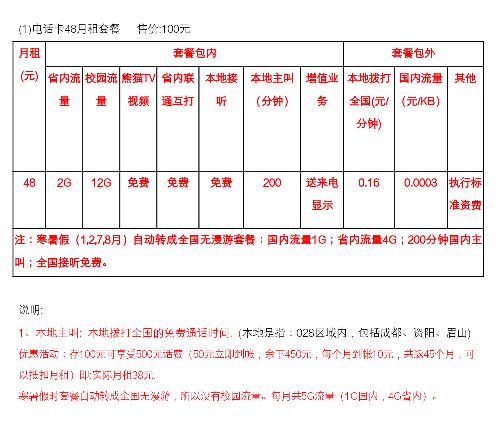 (1)电话卡48月租套餐 售价:100元
月租(元) 套餐包内 套餐包外
省内流量 校园流量 熊猫TV视频 省内联通互打 本地接听 本地主叫(分钟) 增值业务 本地拨打全国(元/分钟) 国内流量(元/KB) 其他
48 2G 12G 免费 免费 免费 200 送来电显示 0.16 0.0003 执行标准资费
注：寒暑假（1,2,7,8月）自动转成全国无漫游套餐：国内流量1G；省内流量4G；200分钟国内主
叫；全国接听免费。
说明:
1、本地主叫; 本地拨打全国的免费通话时间. (本地是指：028区域内，包括成都、资阳、眉山)
优惠活动：存100元可享受500元话费（50元立即到帐，余下450元，每个月到帐10元，共返45个月，可
以抵扣月租）即;实际月租38元。
寒暑假时套餐自动转成全国无漫游，所以没有校园流量。每月共5G流量（1G国内，4G省内）。